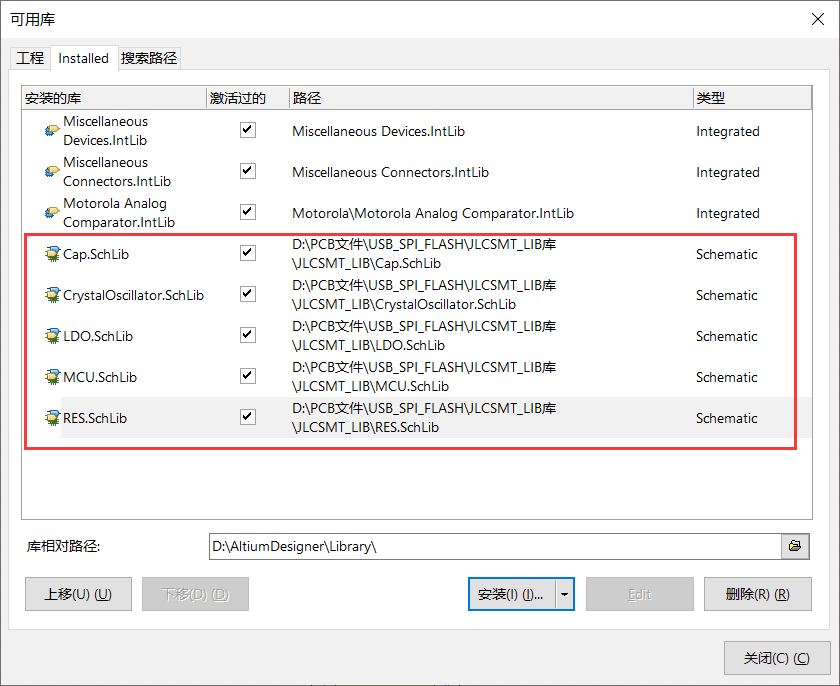 可用库
工程 Installed 搜索路径
安装的库 激活过的 路径 类型
Miscellaneous
Devices.IntLib
Miscellaneous Devices.IntLib Integrated
Miscellaneous
Connectors.IntLib
Miscellaneous Connectors.IntLib Integrated
Motorola Analog
Comparator.IntLib
Motorola\Motorola Analog Comparator.IntLib Integrated
Cap.SchLib
D:\PCB文件\USB_SPI_FLASH\JLCSMT_LIB库
\JLCSMT_LIB\Cap.SchLib
Schematic
CrystalOscillator.SchLib
D:\PCB文件\USB_SPI_FLASH\JLCSMT_LIB库
\JLCSMT_LIB\CrystalOscillator.SchLib
Schematic
LDO.SchLib
D:\PCB文件\USB_SPI_FLASH\JLCSMT_LIB库
\JLCSMT_LIB\LDO.SchLib
Schematic
MCU.SchLib
D:\PCB文件\USB_SPI_FLASH\JLCSMT_LIB库
\JLCSMT_LIB\MCU.SchLib
Schematic
RES.SchLib
D:\PCB文件\USB_SPI_FLASH\JLCSMT_LIB库
\JLCSMT_LIB\RES.SchLib
Schematic
库相对路径: D:\AltiumDesigner\Library\
上移(U) (U) 下移(D) (D) 安装(I) (I)... Edit 删除(R) (R)
关闭(C) (C)